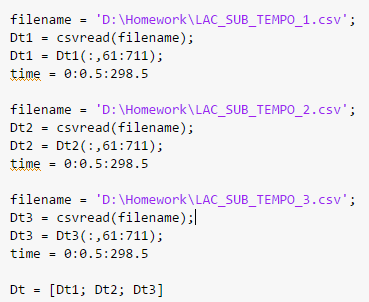 filename = 'D:\Homework\LAC_SUB_TEMPO_1.csv';
Dt1 = csvread(filename);
Dt1 = Dt1(:,61:711);
time = 0:0.5:298.5
filename = 'D:\Homework\LAC_SUB_TEMPO_2.csv';
Dt2 = csvread(filename);
Dt2 = Dt2(:,61:711);
time = 0:0.5:298.5
filename = 'D:\Homework\LAC_SUB_TEMPO_3.csv';
Dt3 = csvread(filename);
Dt3 = Dt3(:,61:711);
time = 0:0.5:298.5
Dt = [Dt1; Dt2; Dt3]